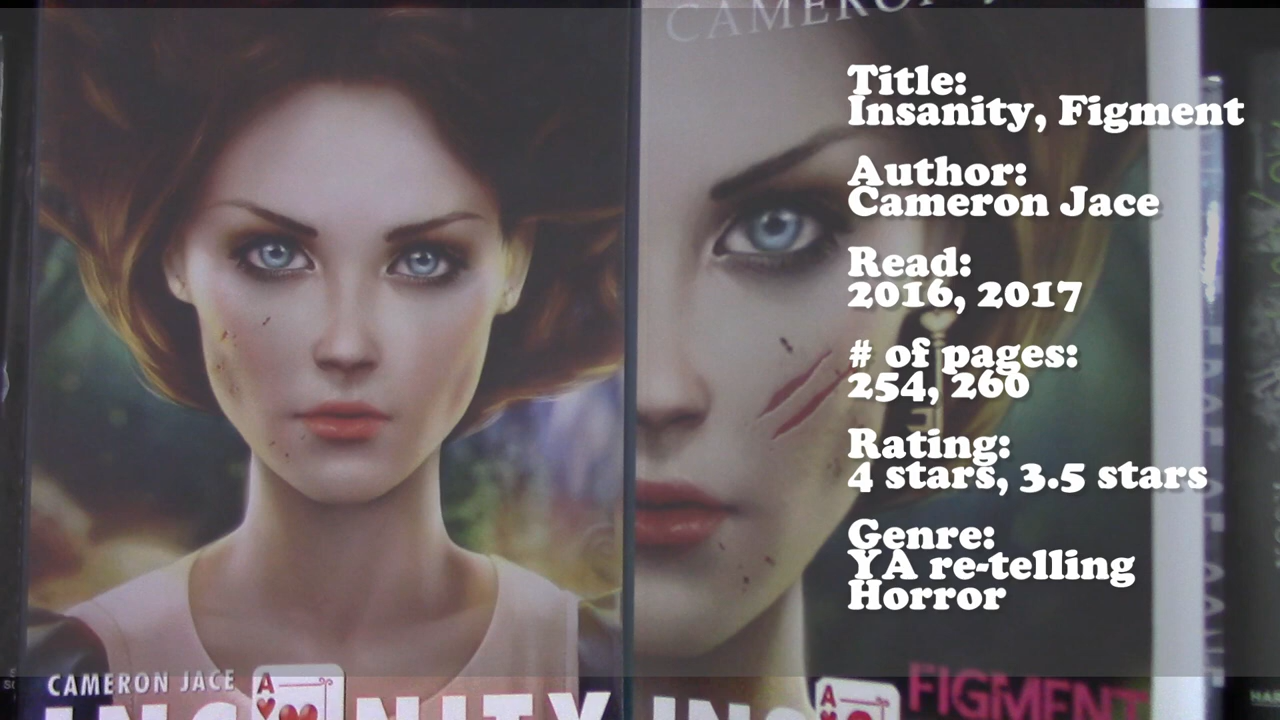 CAMERON
Title:
Insanity, Figment
Author:
Cameron Jace
Read:
2016, 2017
# of pages:
254, 260
Rating:
4 stars, 3.5 stars
Genre:
YA re-telling
Horror
CAMERON JACE
A
A
FIGMENT